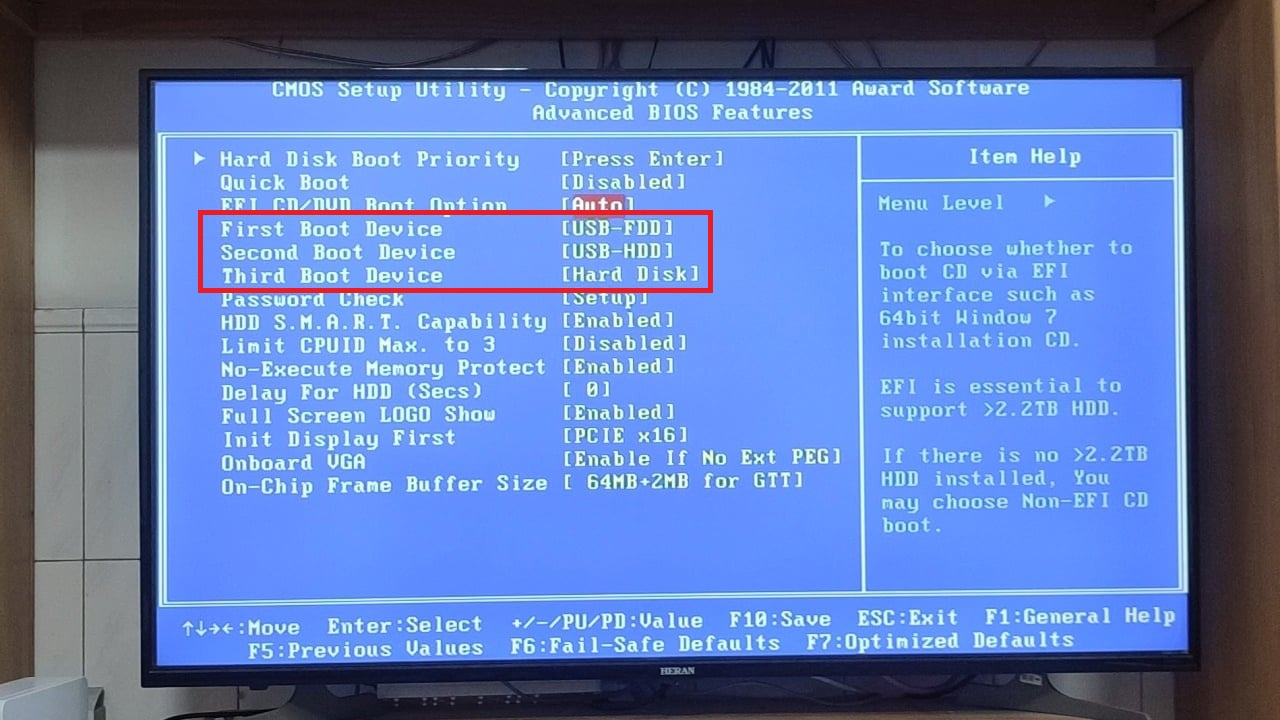 CMOS Setup Utility - Copyright (C) 1984-2011 Award Software
Advanced BIOS Features
Hard Disk Boot Priority [Press Enter]
Quick Boot [Disabled]
EFI CD/DVD Boot Option [Auto]
First Boot Device [USB-FDD]
Second Boot Device [USB-HDD]
Third Boot Device [Hard Disk]
Password Check [Setup]
HDD S.M.A.R.T. Capability [Enabled]
Limit CPUID Max. to 3 [Disabled]
No-Execute Memory Protect [Enabled]
Delay For HDD (Secs) [ 0]
Full Screen LOGO Show [Enabled]
Init Display First [PCIE x16]
Onboard VGA [Enable If No Ext PEG]
On-Chip Frame Buffer Size [ 64MB+2MB for GTT]
Item Help
Menu Level ▶
To choose whether to
boot CD via EFI
interface such as
64bit Window 7
installation CD.
EFI is essential to
support >2.2TB HDD.
If there is no >2.2TB
HDD installed, You
may choose Non-EFI CD
boot.
↑↓→←:Move Enter:Select +/-/PU/PD:Value F10:Save ESC:Exit F1:General Help
F5:Previous Values F6:Fail-Safe Defaults F7:Optimized Defaults
HERAN